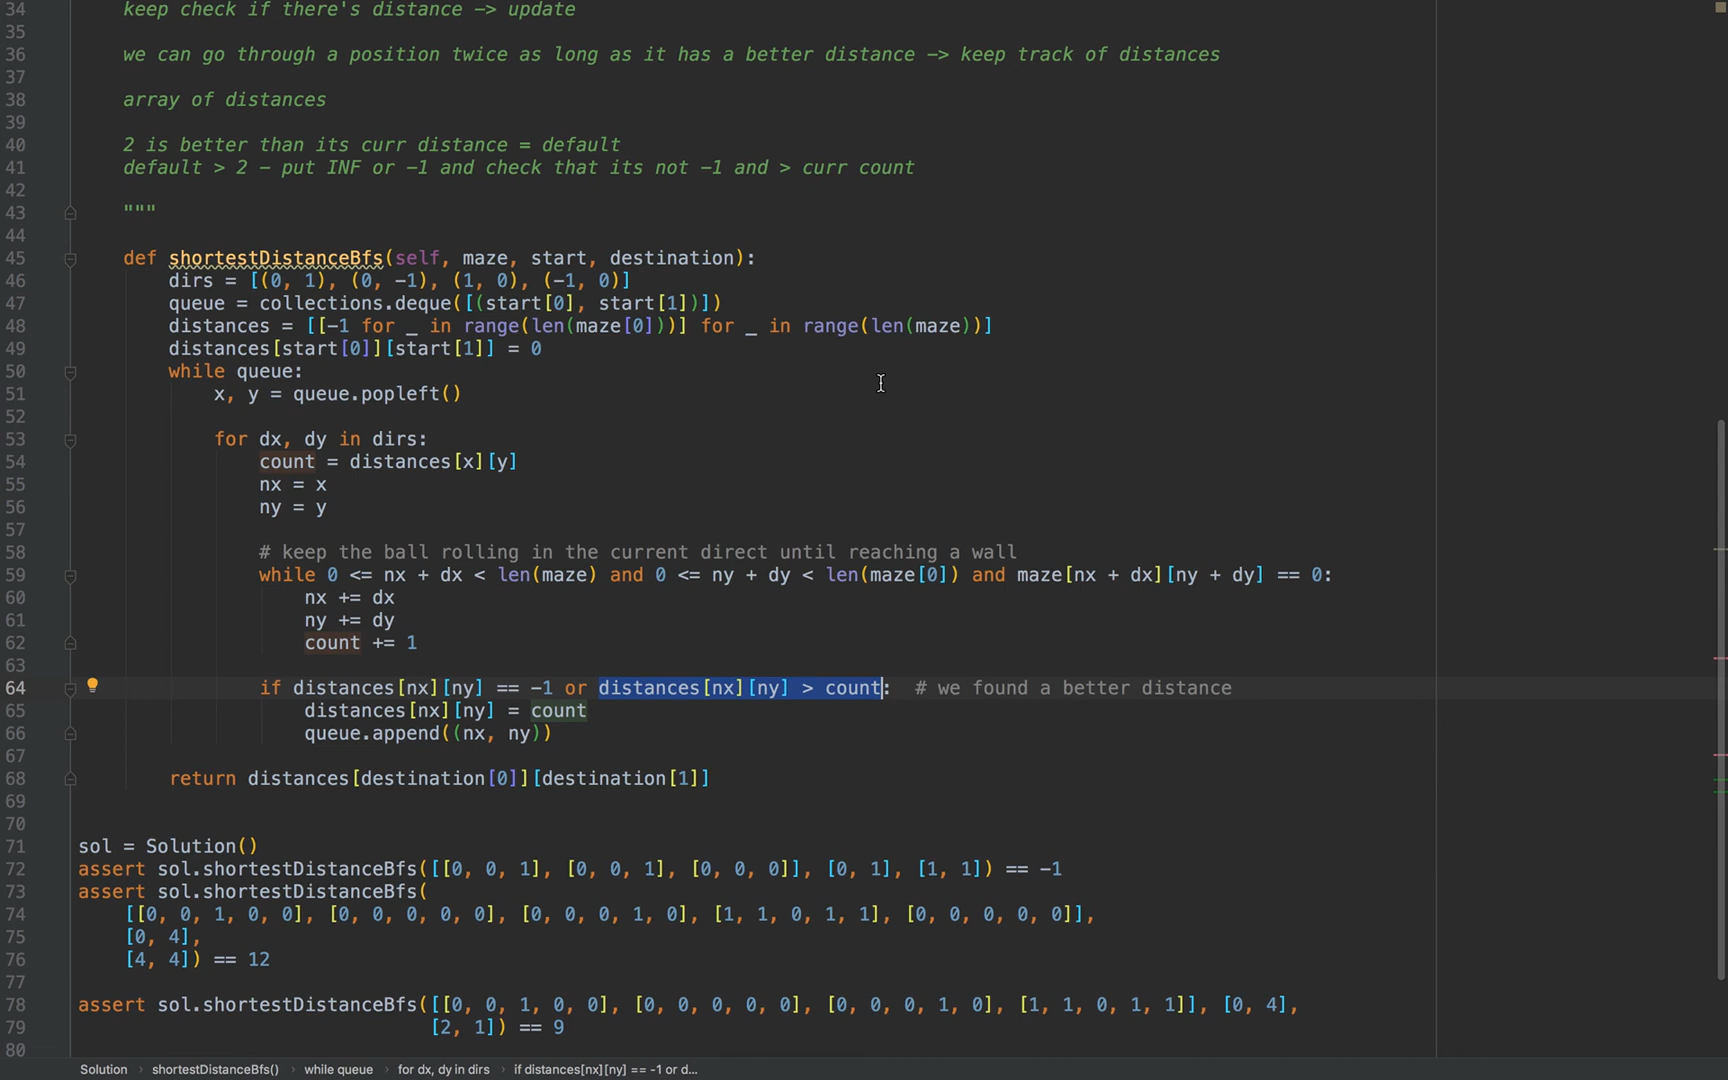 34 keep check if there's distance -> update
35
36 we can go through a position twice as long as it has a better distance -> keep track of distances
37
38 array of distances
39
40 2 is better than its curr distance = default
41 default > 2 - put INF or -1 and check that its not -1 and > curr count
42
43 """
44
45 def shortestDistanceBfs(self, maze, start, destination):
46 dirs = [(0, 1), (0, -1), (1, 0), (-1, 0)]
47 queue = collections.deque([(start[0], start[1])])
48 distances = [[-1 for _ in range(len(maze[0]))] for _ in range(len(maze))]
49 distances[start[0]][start[1]] = 0
50 while queue:
51 x, y = queue.popleft()
52
53 for dx, dy in dirs:
54 count = distances[x][y]
55 nx = x
56 ny = y
57
58 # keep the ball rolling in the current direct until reaching a wall
59 while 0 <= nx + dx < len(maze) and 0 <= ny + dy < len(maze[0]) and maze[nx + dx][ny + dy] == 0:
60 nx += dx
61 ny += dy
62 count += 1
63
64 if distances[nx][ny] == -1 or distances[nx][ny] > count: # we found a better distance
65 distances[nx][ny] = count
66 queue.append((nx, ny))
67
68 return distances[destination[0]][destination[1]]
69
70
71 sol = Solution()
72 assert sol.shortestDistanceBfs([[0, 0, 1], [0, 0, 1], [0, 0, 0]], [0, 1], [1, 1]) == -1
73 assert sol.shortestDistanceBfs(
74 [[0, 0, 1, 0, 0], [0, 0, 0, 0, 0], [0, 0, 0, 1, 0], [1, 1, 0, 1, 1], [0, 0, 0, 0, 0]],
75 [0, 4],
76 [4, 4]) == 12
77
78 assert sol.shortestDistanceBfs([[0, 0, 1, 0, 0], [0, 0, 0, 0, 0], [0, 0, 0, 1, 0], [1, 1, 0, 1, 1]], [0, 4],
79 [2, 1]) == 9
80
Solution › shortestDistanceBfs() › while queue › for dx, dy in dirs › if distances[nx][ny] == -1 or d...